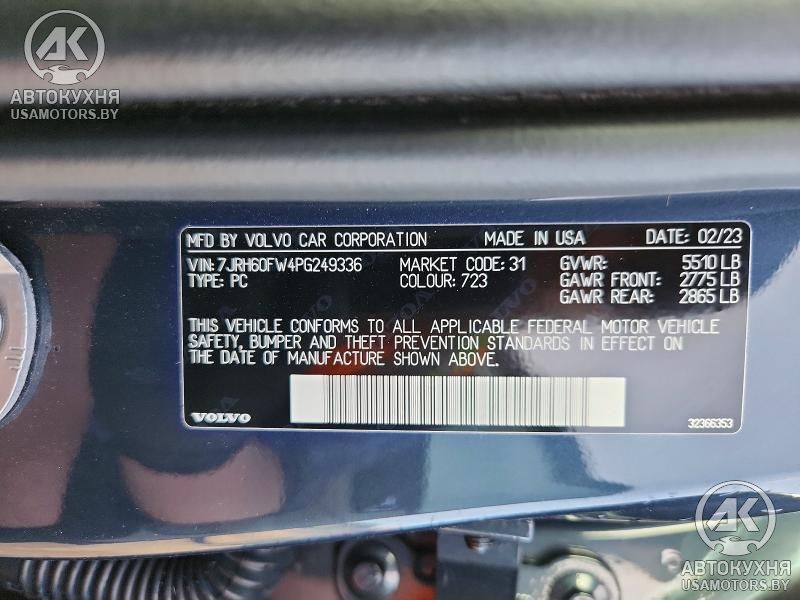 AK
АВТОКУХНЯ
USAMOTORS.BY
MFD BY VOLVO CAR CORPORATION MADE IN USA DATE: 02/23
VIN: 7JRH60FW4PG249336 MARKET CODE: 31 GVWR: 5510 LB
TYPE: PC COLOUR: 723 GAWR FRONT: 2775 LB
GAWR REAR: 2865 LB
THIS VEHICLE CONFORMS TO ALL APPLICABLE FEDERAL MOTOR VEHICLE
SAFETY, BUMPER AND THEFT PREVENTION STANDARDS IN EFFECT ON
THE DATE OF MANUFACTURE SHOWN ABOVE.
VOLVO 32366353
AK
АВТОКУХНЯ
USAMOTORS.BY